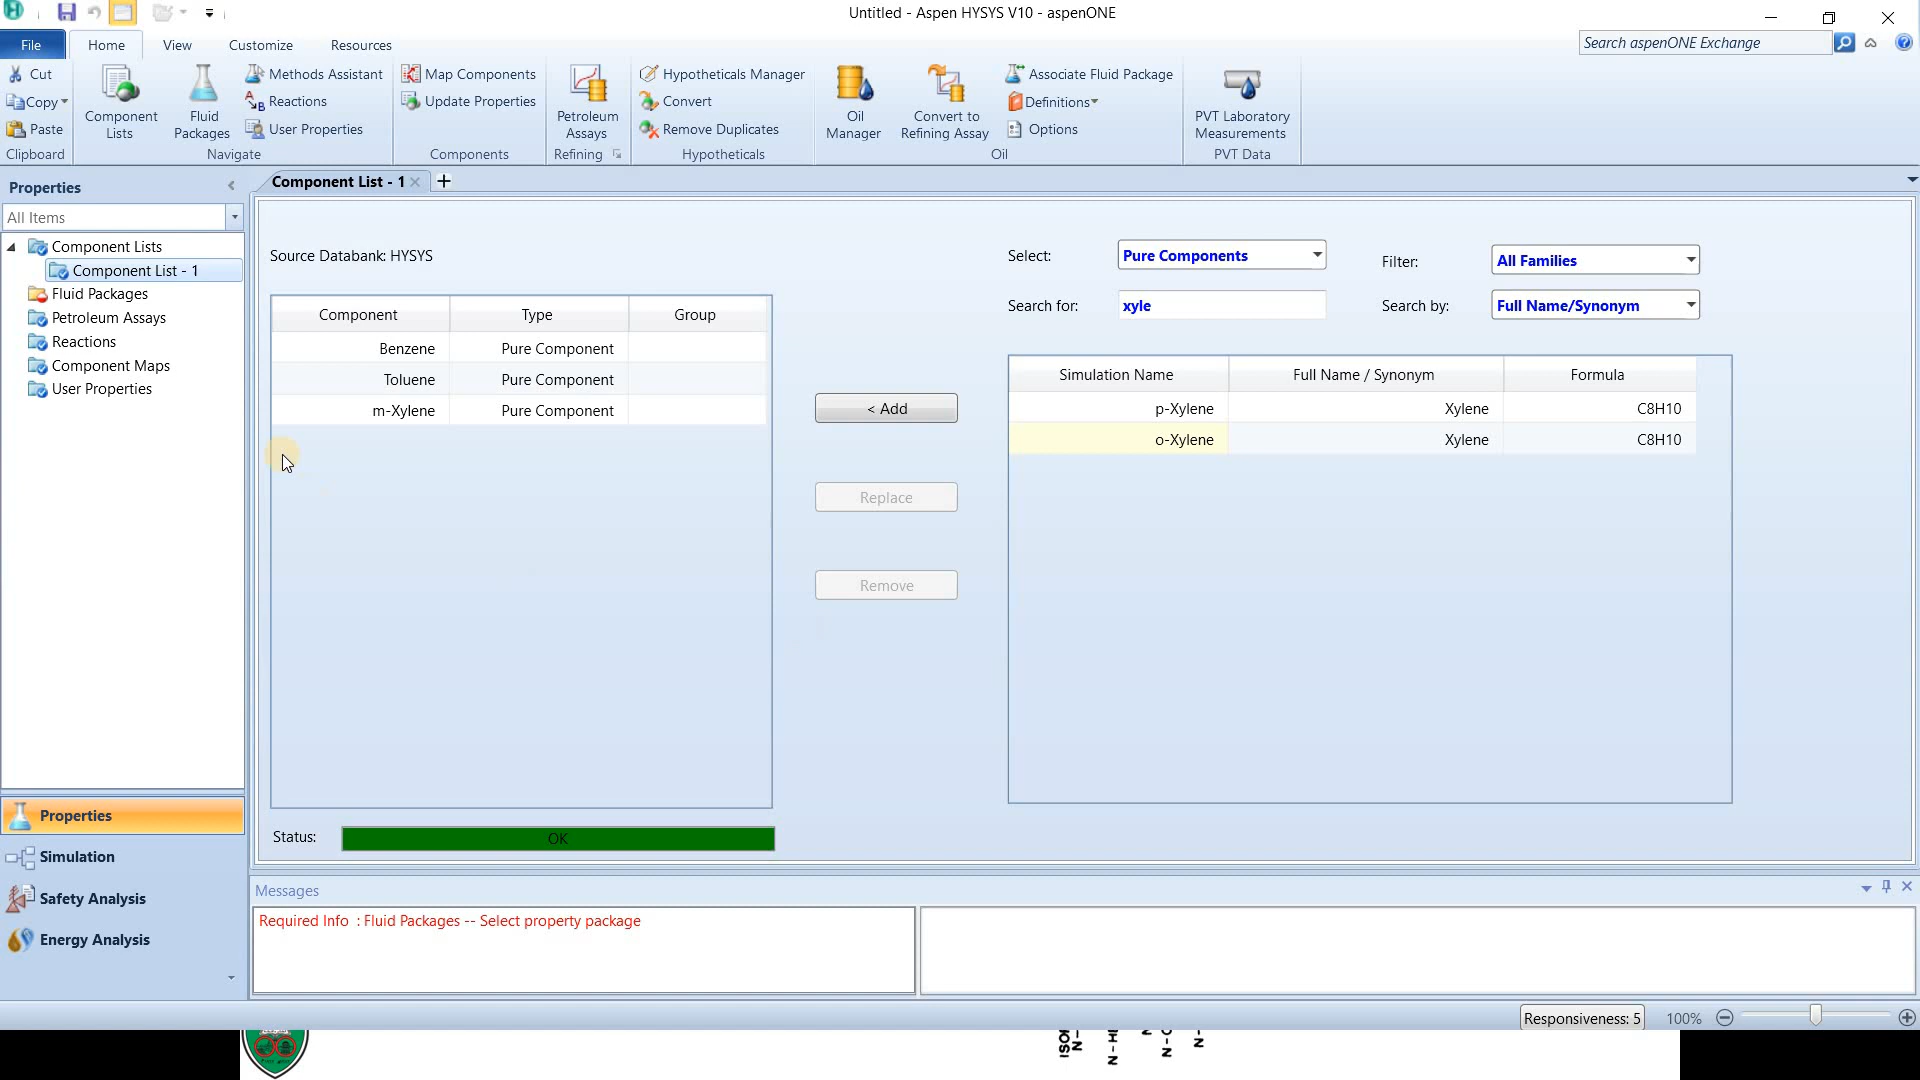 Untitled - Aspen HYSYS V10 - aspenONE
File
Home
View
Customize
Resources
Search aspenONE Exchange
Cut
Copy
Paste
Clipboard
Component Lists
Fluid Packages
Methods Assistant
Reactions
User Properties
Navigate
Map Components
Update Properties
Components
Petroleum Assays
Refining
Hypotheticals Manager
Convert
Remove Duplicates
Hypotheticals
Oil Manager
Convert to Refining Assay
Associate Fluid Package
Definitions
Options
Oil
PVT Laboratory Measurements
PVT Data
Properties
All Items
Component Lists
Component List - 1
Fluid Packages
Petroleum Assays
Reactions
Component Maps
User Properties
Properties
Simulation
Safety Analysis
Energy Analysis
Component List - 1
Source Databank: HYSYS
Component Type Group
Benzene Pure Component
Toluene Pure Component
m-Xylene Pure Component
< Add
Replace
Remove
Select: Pure Components
Filter: All Families
Search for: xyle
Search by: Full Name/Synonym
Simulation Name Full Name / Synonym Formula
p-Xylene Xylene C8H10
o-Xylene Xylene C8H10
Status: OK
Messages
Required Info : Fluid Packages -- Select property package
Responsiveness: 5
100%